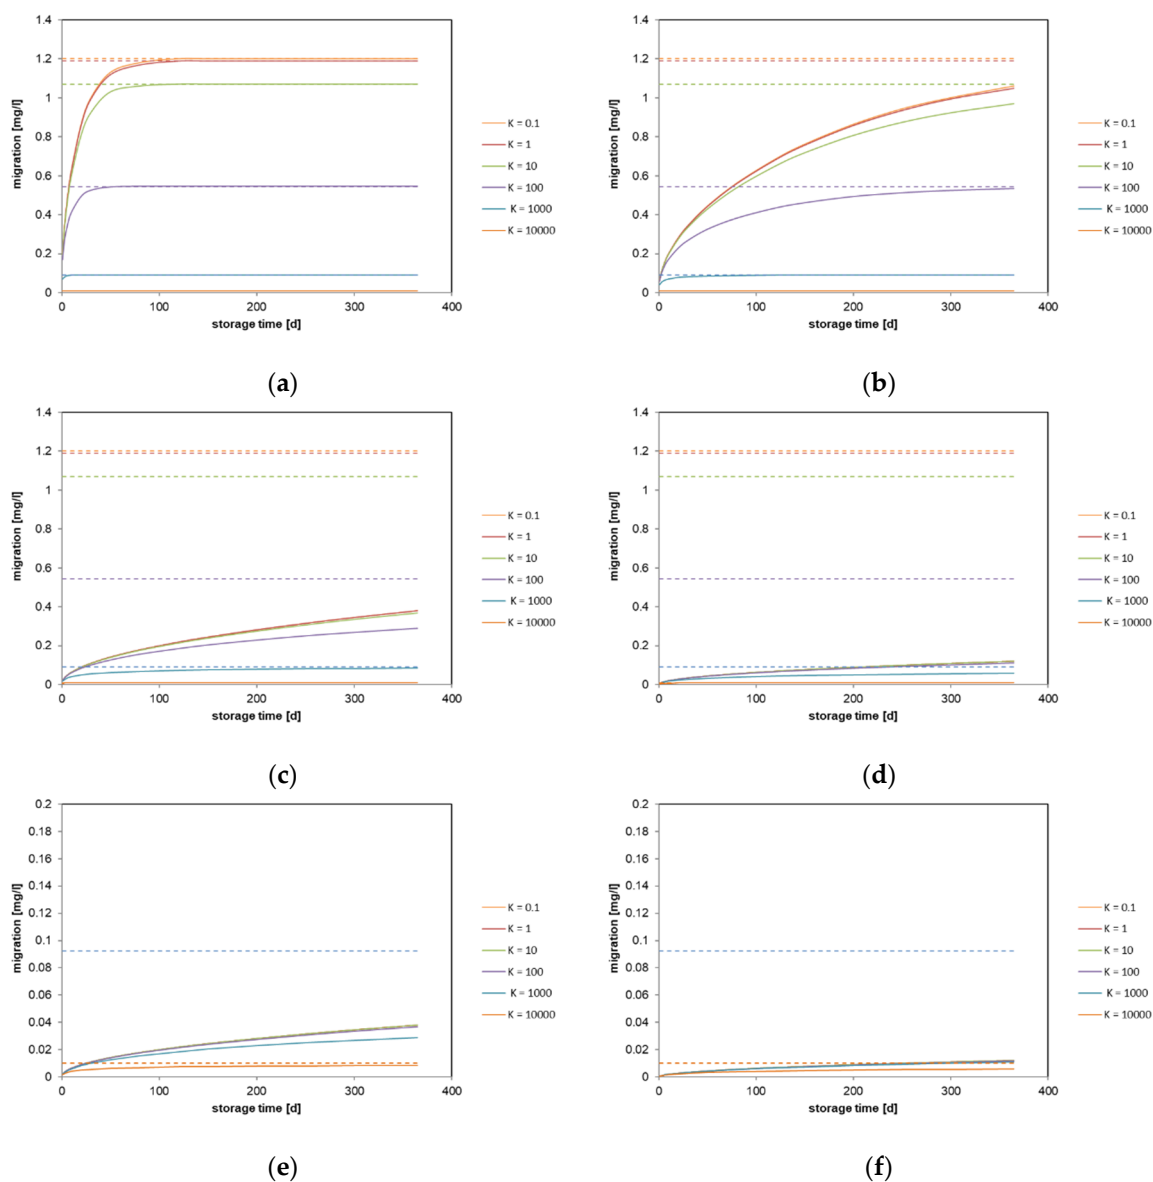 1.4
1.2
1
0.8
0.6
0.4
0.2
0
migration [mg/l]
0 100 200 300 400
storage time [d]
K = 0.1
K = 1
K = 10
K = 100
K = 1000
K = 10000
(a)
1.4
1.2
1
0.8
0.6
0.4
0.2
0
migration [mg/l]
0 100 200 300 400
storage time [d]
K = 0.1
K = 1
K = 10
K = 100
K = 1000
K = 10000
(b)
1.4
1.2
1
0.8
0.6
0.4
0.2
0
migration [mg/l]
0 100 200 300 400
storage time [d]
K = 0.1
K = 1
K = 10
K = 100
K = 1000
K = 10000
(c)
1.4
1.2
1
0.8
0.6
0.4
0.2
0
migration [mg/l]
0 100 200 300 400
storage time [d]
K = 0.1
K = 1
K = 10
K = 100
K = 1000
K = 10000
(d)
0.2
0.18
0.16
0.14
0.12
0.1
0.08
0.06
0.04
0.02
0
migration [mg/l]
0 100 200 300 400
storage time [d]
K = 0.1
K = 1
K = 10
K = 100
K = 1000
K = 10000
(e)
0.2
0.18
0.16
0.14
0.12
0.1
0.08
0.06
0.04
0.02
0
migration [mg/l]
0 100 200 300 400
storage time [d]
K = 0.1
K = 1
K = 10
K = 100
K = 1000
K = 10000
(f)